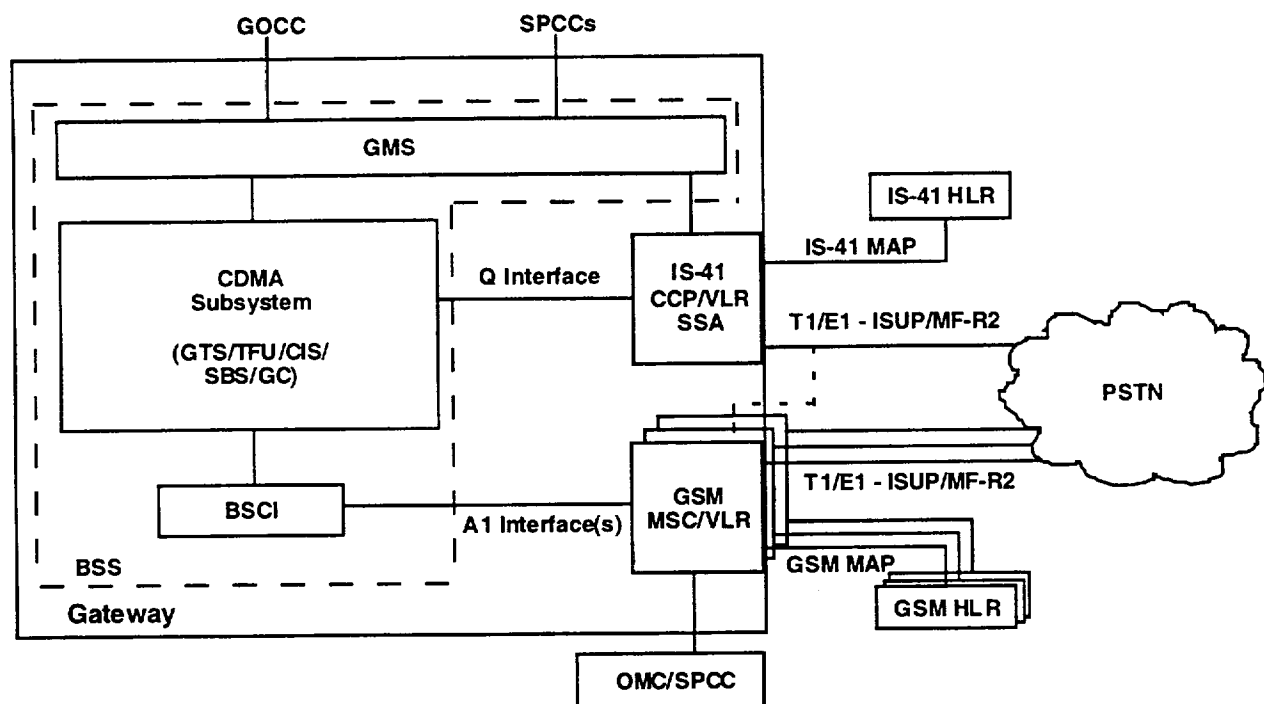 GOCC
SPCCs
GMS
IS-41 HLR
IS-41 MAP
CDMA
Subsystem
(GTS/TFU/CIS/
SBS/GC)
Q Interface
IS-41
CCP/VLR
SSA
T1/E1 - ISUP/MF-R2
PSTN
BSCI
A1 Interface(s)
GSM
MSC/VLR
T1/E1 - ISUP/MF-R2
GSM MAP
BSS
GSM HLR
Gateway
OMC/SPCC